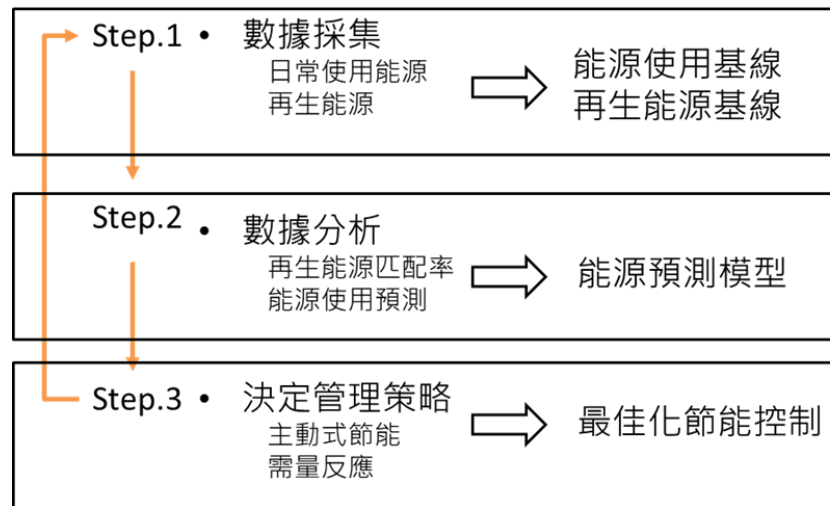 Step.1 • 數據採集
日常使用能源
再生能源
能源使用基線
再生能源基線
Step.2 • 數據分析
再生能源匹配率
能源使用預測
能源預測模型
Step.3 • 決定管理策略
主動式節能
需量反應
最佳化節能控制